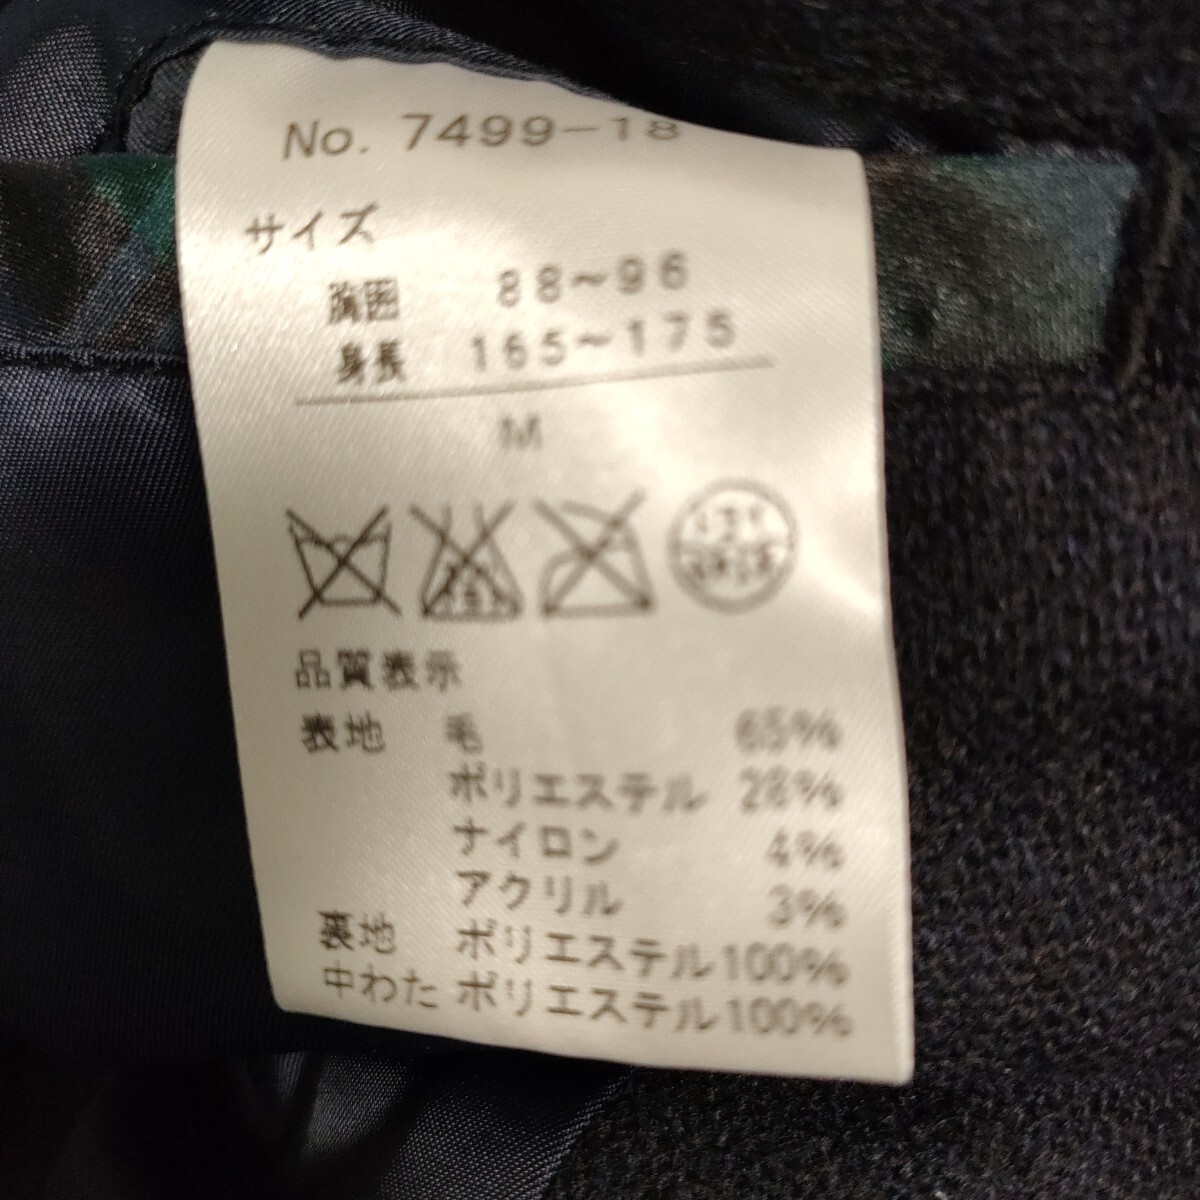 No. 7499-18
サイズ
胸囲 88~96
身長 165~175
M
品質表示
表地 毛 65%
ポリエステル 28%
ナイロン 4%
アクリル 3%
裏地 ポリエステル100%
中わた ポリエステル100%